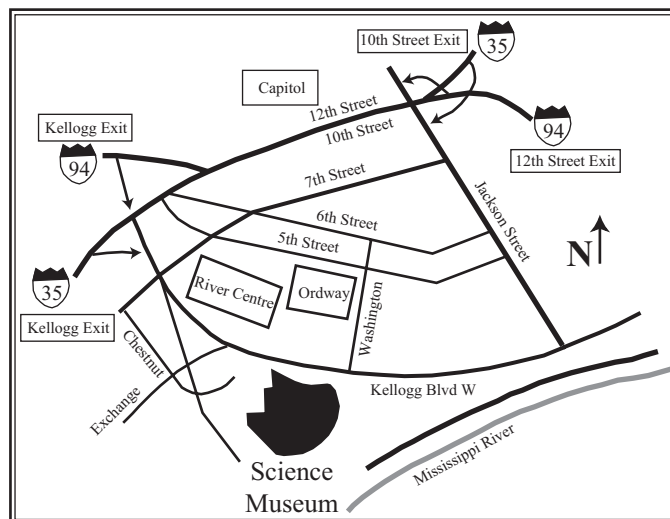 10th Street Exit
35
Capitol
12th Street
10th Street
Kellogg Exit
94
94
12th Street Exit
7th Street
6th Street
5th Street
Jackson Street
N
River Centre
Ordway
Washington
35
Kellogg Exit
Chestnut
Exchange
Kellogg Blvd W
Mississippi River
Science
Museum